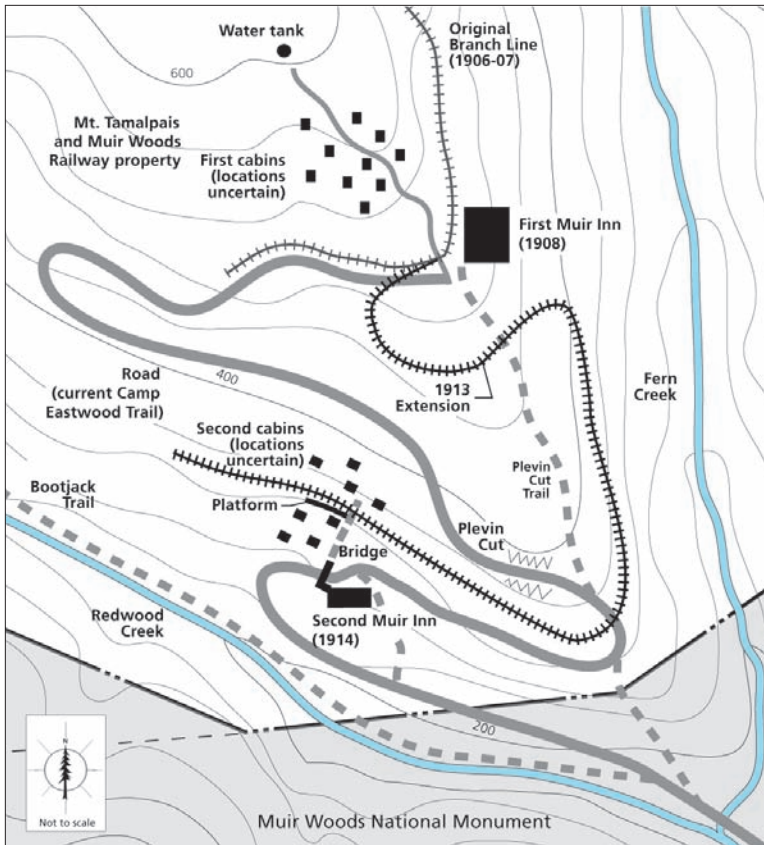 Water tank
Original
Branch Line
(1906-07)
600
Mt. Tamalpais
and Muir Woods
Railway property
First cabins
(locations
uncertain)
First Muir Inn
(1908)
Road
(current Camp
Eastwood Trail)
400
1913
Extension
Fern
Creek
Second cabins
(locations
uncertain)
Plevin
Cut
Trail
Bootjack
Trail
Platform
Plevin
Cut
Bridge
Redwood
Creek
Second Muir Inn
(1914)
200
N
Not to scale
Muir Woods National Monument